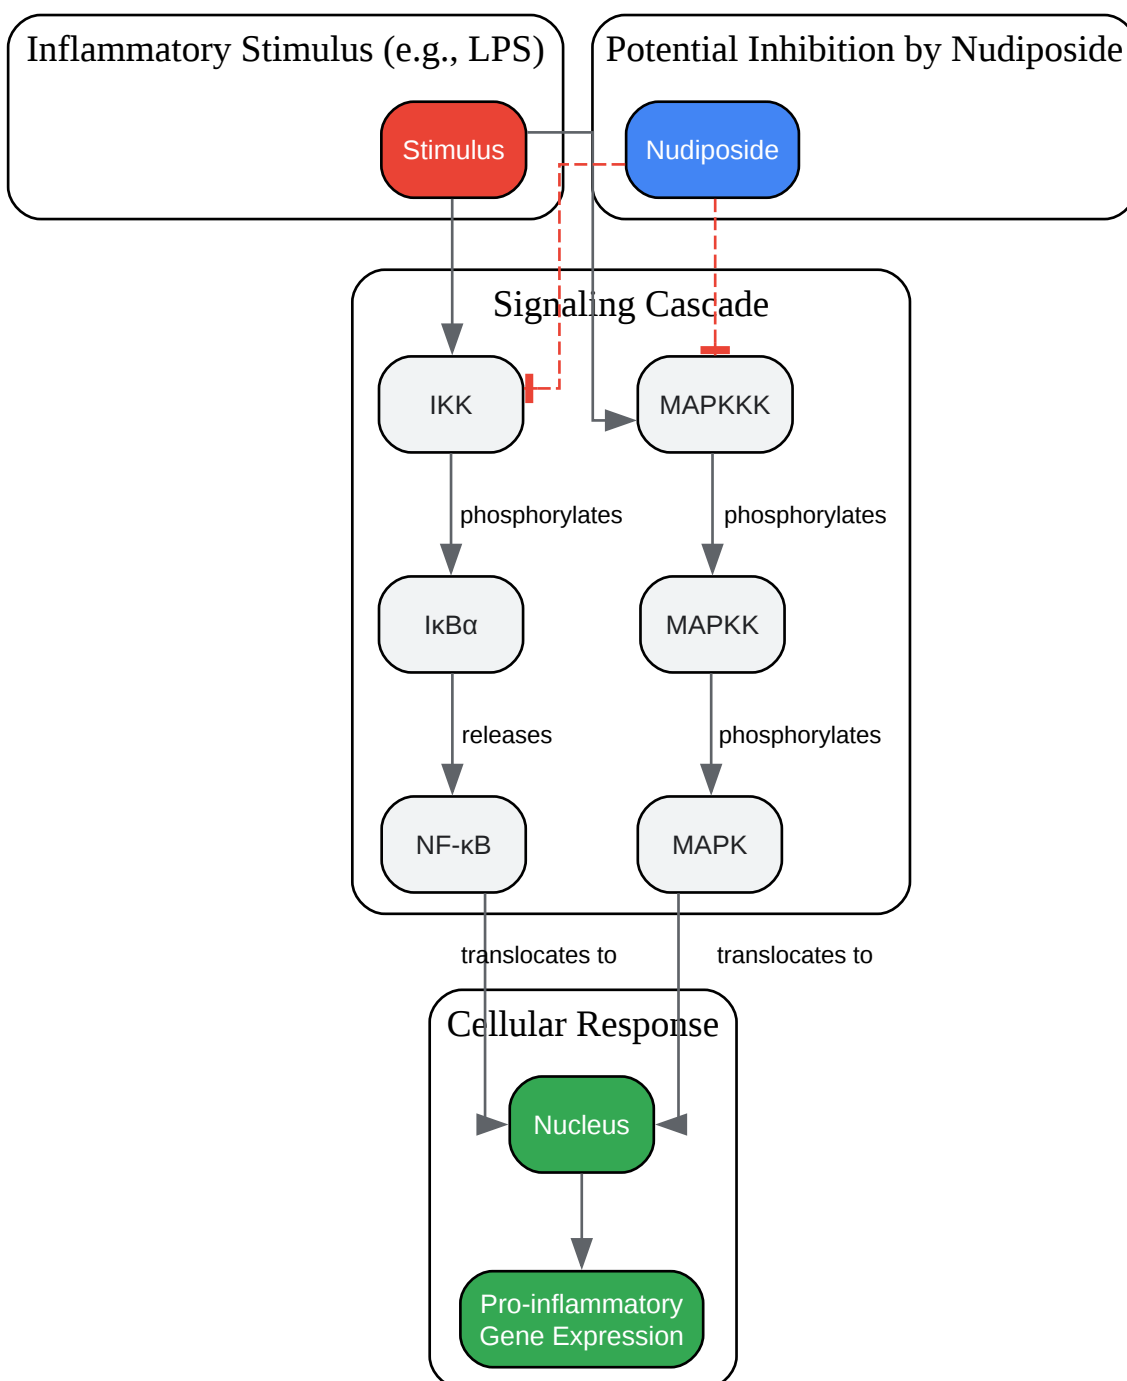 Inflammatory Stimulus (e.g., LPS)
Potential Inhibition by Nudiposide
Stimulus
Nudiposide
Signaling Cascade
IKK
MAPKKK
phosphorylates
phosphorylates
IκBα
MAPKK
releases
phosphorylates
NF-κB
MAPK
translocates to
translocates to
Cellular Response
Nucleus
Pro-inflammatory
Gene Expression